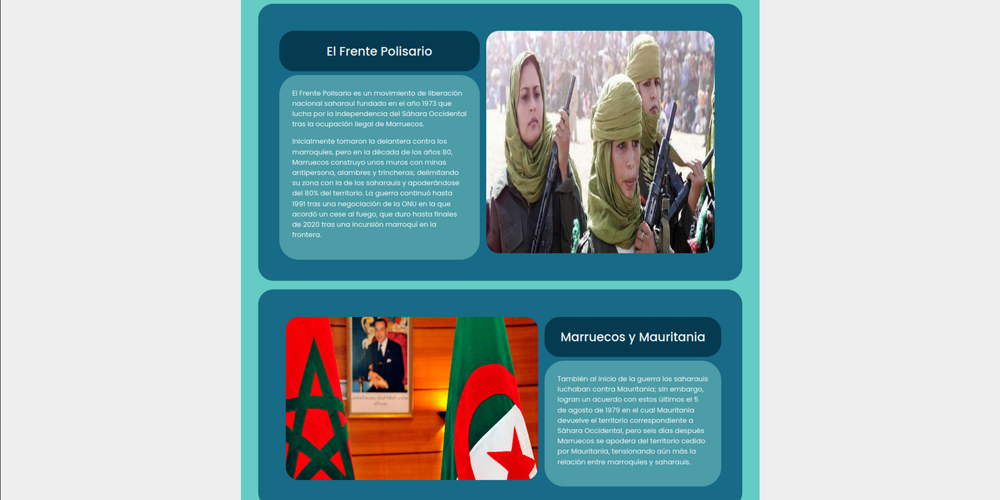 El Frente Polisario
El Frente Polisario es un movimiento de liberación
nacional saharaui fundado en el año 1973 que
lucha por la independencia del Sáhara Occidental
tras la ocupación ilegal de Marruecos.
Inicialmente tomaron la delantera contra los
marroquíes, pero en la década de los años 80,
Marruecos construyo unos muros con minas
antipersona, alambres y trincheras; delimitando
su zona con la de los saharauis y apoderándose
del 80% del territorio. La guerra continuó hasta
1991 tras una negociación de la ONU en la que
acordó un cese al fuego, que duro hasta finales
de 2020 tras una incursión marroquí en la
frontera.
Marruecos y Mauritania
También al inicio de la guerra los saharauis
luchaban contra Mauritania; sin embargo,
logran un acuerdo con estos últimos el 5
de agosto de 1979 en el cual Mauritania
devuelve el territorio correspondiente a
Sáhara Occidental, pero seis días después
Marruecos se apodera del territorio cedido
por Mauritania, tensionando aún más la
relación entre marroquíes y saharauis.